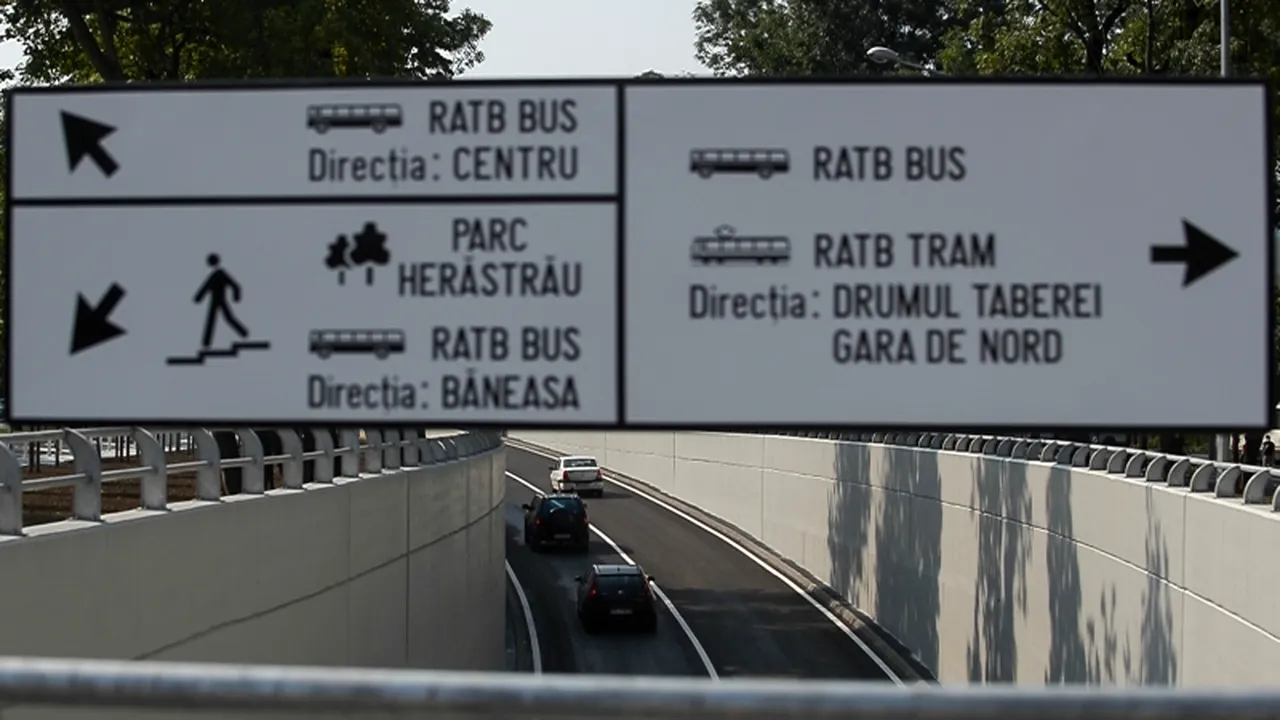 RATB BUS
Direcția: CENTRU
PARC
HERĂSTRĂU
RATB BUS
Direcția: BĂNEASA
RATB BUS
RATB TRAM
Direcția: DRUMUL TABEREI
GARA DE NORD